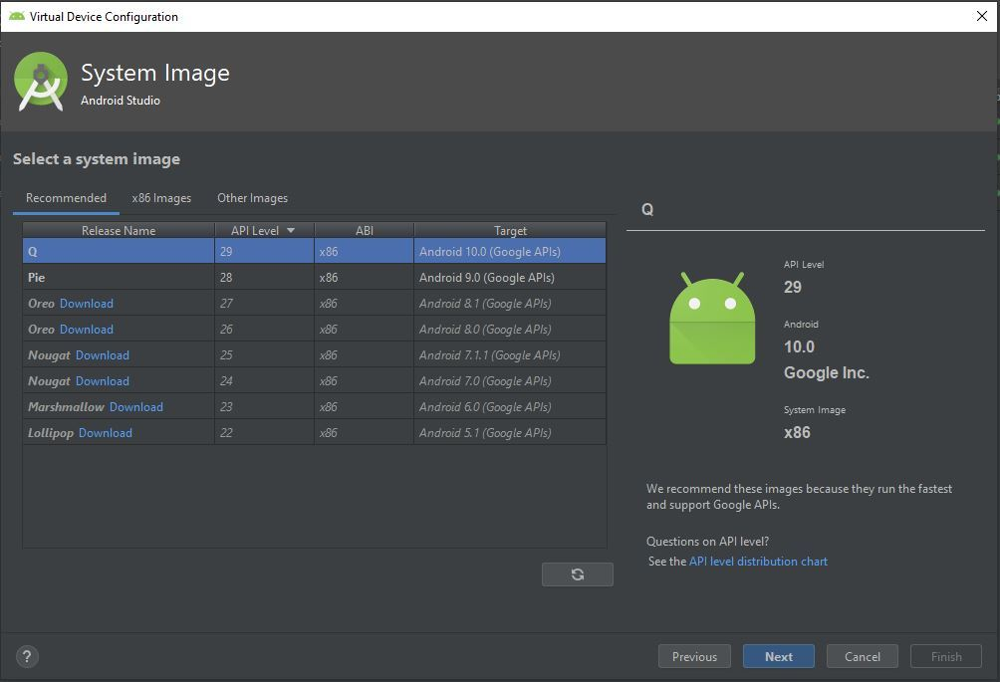 Virtual Device Configuration
System Image
Android Studio
Select a system image
Recommended x86 Images Other Images
Release Name API Level ABI Target
Q 29 x86 Android 10.0 (Google APIs)
Pie 28 x86 Android 9.0 (Google APIs)
Oreo Download 27 x86 Android 8.1 (Google APIs)
Oreo Download 26 x86 Android 8.0 (Google APIs)
Nougat Download 25 x86 Android 7.1.1 (Google APIs)
Nougat Download 24 x86 Android 7.0 (Google APIs)
Marshmallow Download 23 x86 Android 6.0 (Google APIs)
Lollipop Download 22 x86 Android 5.1 (Google APIs)
Q
API Level
29
Android
10.0
Google Inc.
System Image
x86
We recommend these images because they run the fastest
and support Google APIs.
Questions on API level?
See the API level distribution chart
? Previous Next Cancel Finish